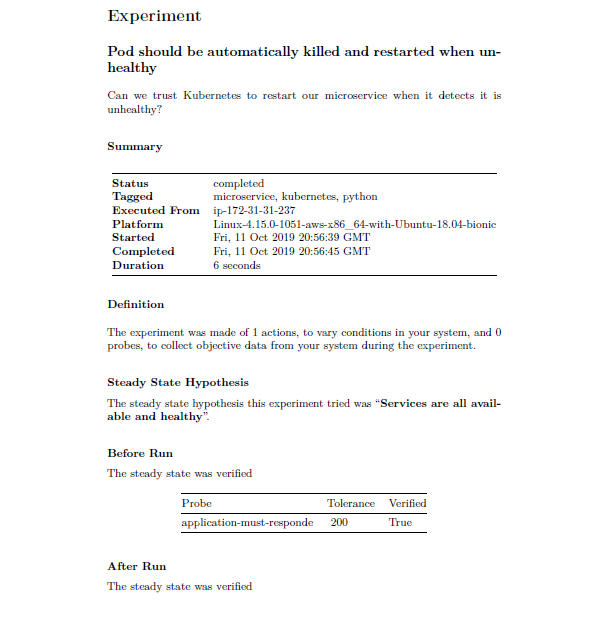 Experiment
Pod should be automatically killed and restarted when un-
healthy
Can we trust Kubernetes to restart our microservice when it detects it is
unhealthy?
Summary
Status completed
Tagged microservice, kubernetes, python
Executed From ip-172-31-31-237
Platform Linux-4.15.0-1051-aws-x86_64-with-Ubuntu-18.04-bionic
Started Fri, 11 Oct 2019 20:56:39 GMT
Completed Fri, 11 Oct 2019 20:56:45 GMT
Duration 6 seconds
Definition
The experiment was made of 1 actions, to vary conditions in your system, and 0
probes, to collect objective data from your system during the experiment.
Steady State Hypothesis
The steady state hypothesis this experiment tried was “Services are all avail-
able and healthy”.
Before Run
The steady state was verified
Probe Tolerance Verified
application-must-responde 200 True
After Run
The steady state was verified